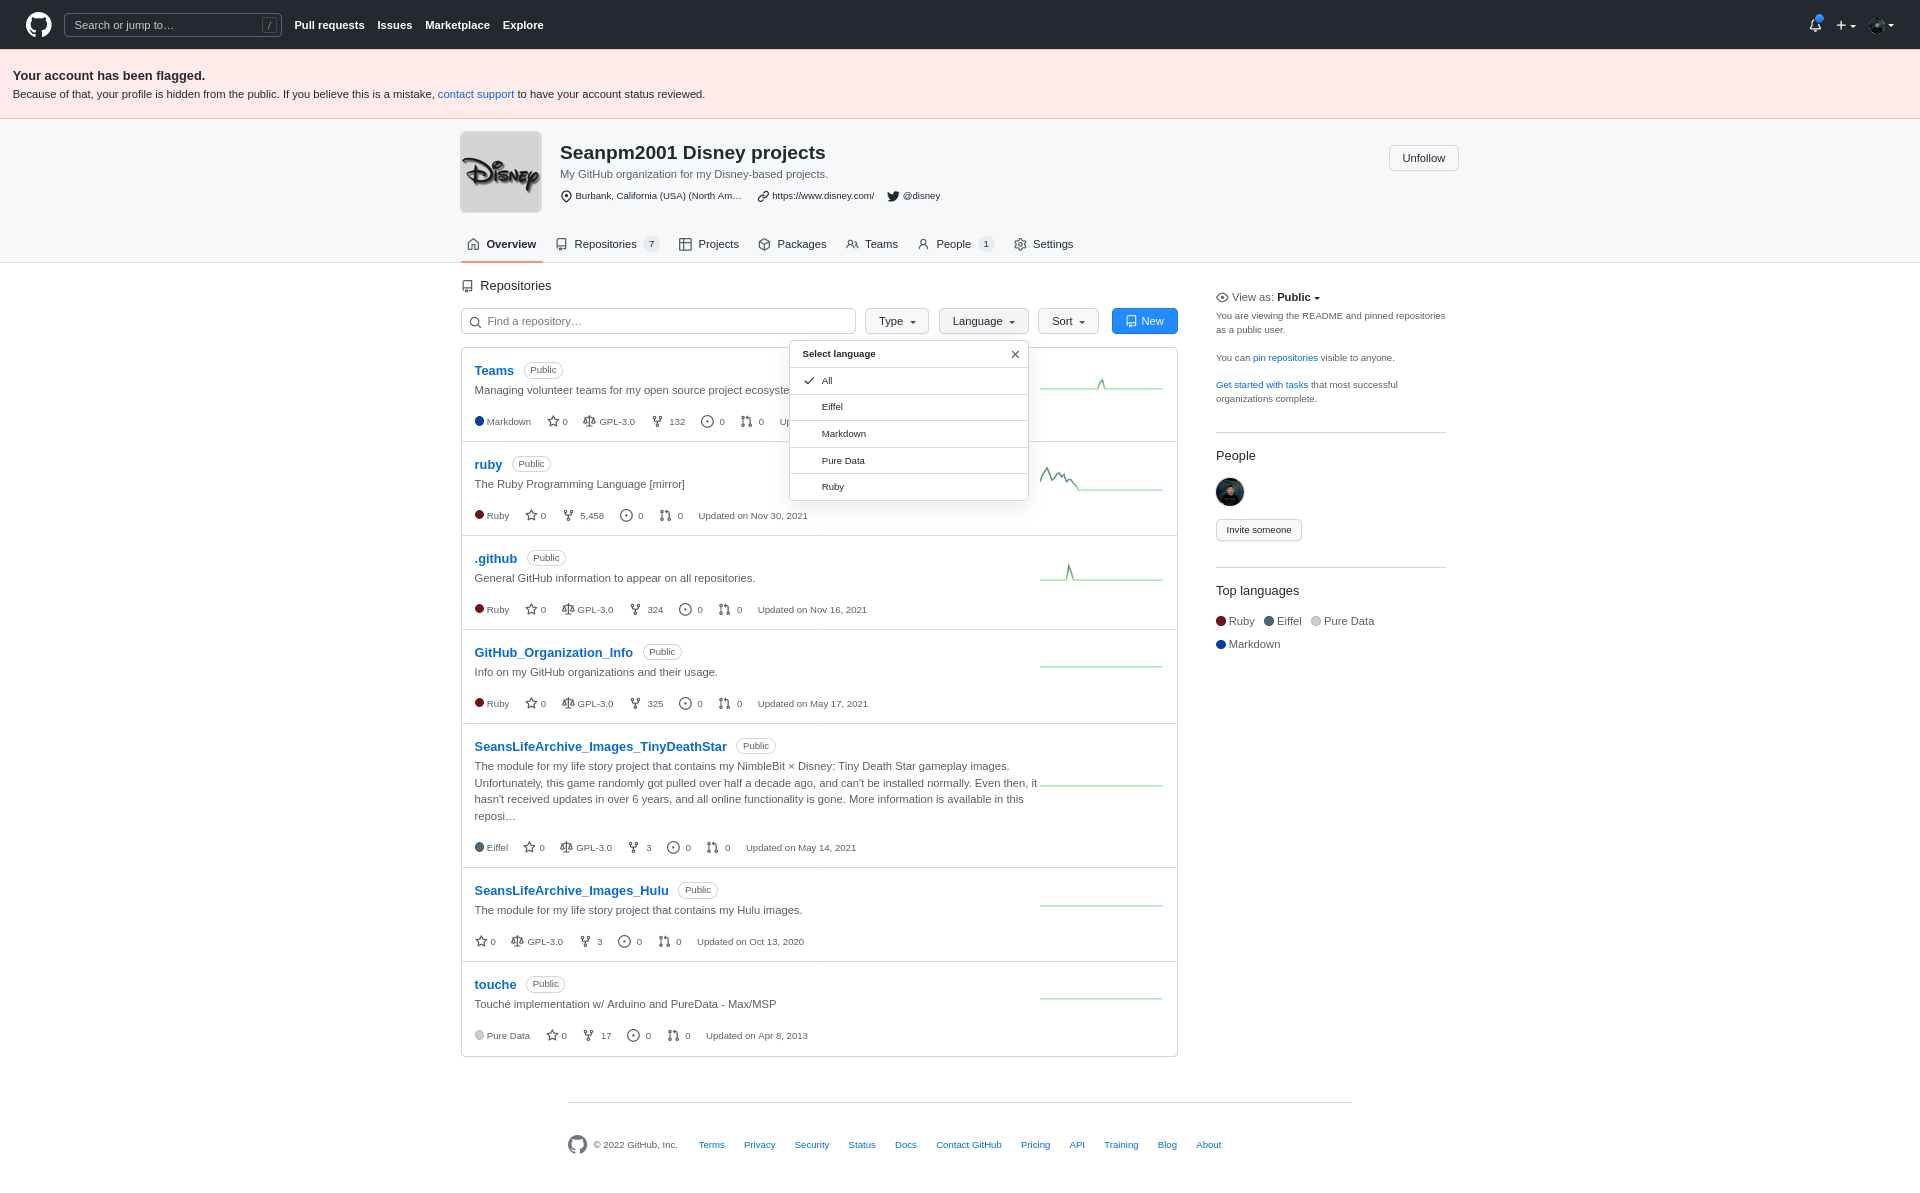 Search or jump to… /
Pull requests Issues Marketplace Explore
Your account has been flagged.
Because of that, your profile is hidden from the public. If you believe this is a mistake, contact support to have your account status reviewed.
Disney
Seanpm2001 Disney projects
My GitHub organization for my Disney-based projects.
Burbank, California (USA) (North Am… https://www.disney.com/ @disney
Unfollow
Overview Repositories 7 Projects Packages Teams People 1 Settings
Repositories
Find a repository… Type Language Sort New
Select language
All
Eiffel
Markdown
Pure Data
Ruby
Teams Public
Managing volunteer teams for my open source project ecosyste
Markdown 0 GPL-3.0 132 0 0 Up
ruby Public
The Ruby Programming Language [mirror]
Ruby 0 5,458 0 0 Updated on Nov 30, 2021
.github Public
General GitHub information to appear on all repositories.
Ruby 0 GPL-3.0 324 0 0 Updated on Nov 16, 2021
GitHub_Organization_Info Public
Info on my GitHub organizations and their usage.
Ruby 0 GPL-3.0 325 0 0 Updated on May 17, 2021
SeansLifeArchive_Images_TinyDeathStar Public
The module for my life story project that contains my NimbleBit × Disney: Tiny Death Star gameplay images.
Unfortunately, this game randomly got pulled over half a decade ago, and can't be installed normally. Even then, it
hasn't received updates in over 6 years, and all online functionality is gone. More information is available in this
reposi…
Eiffel 0 GPL-3.0 3 0 0 Updated on May 14, 2021
SeansLifeArchive_Images_Hulu Public
The module for my life story project that contains my Hulu images.
0 GPL-3.0 3 0 0 Updated on Oct 13, 2020
touche Public
Touché implementation w/ Arduino and PureData - Max/MSP
Pure Data 0 17 0 0 Updated on Apr 8, 2013
View as: Public
You are viewing the README and pinned repositories
as a public user.
You can pin repositories visible to anyone.
Get started with tasks that most successful
organizations complete.
People
Invite someone
Top languages
Ruby Eiffel Pure Data
Markdown
© 2022 GitHub, Inc. Terms Privacy Security Status Docs Contact GitHub Pricing API Training Blog About